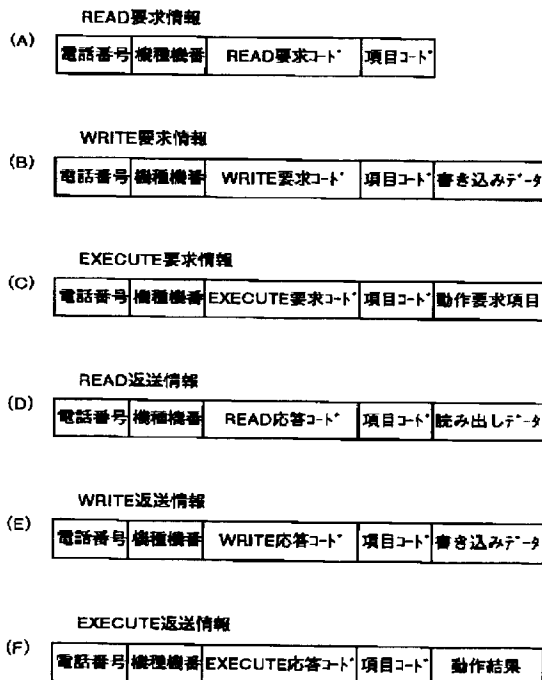 READ要求情報
(A) 電話番号 機種機番 READ要求ｺｰﾄﾞ 項目ｺｰﾄﾞ
WRITE要求情報
(B) 電話番号 機種機番 WRITE要求ｺｰﾄﾞ 項目ｺｰﾄﾞ 書き込みﾃﾞｰﾀ
EXECUTE要求情報
(C) 電話番号 機種機番 EXECUTE要求ｺｰﾄﾞ 項目ｺｰﾄﾞ 動作要求項目
READ返送情報
(D) 電話番号 機種機番 READ応答ｺｰﾄﾞ 項目ｺｰﾄﾞ 読み出しﾃﾞｰﾀ
WRITE返送情報
(E) 電話番号 機種機番 WRITE応答ｺｰﾄﾞ 項目ｺｰﾄﾞ 書き込みﾃﾞｰﾀ
EXECUTE返送情報
(F) 電話番号 機種機番 EXECUTE応答ｺｰﾄﾞ 項目ｺｰﾄﾞ 動作結果